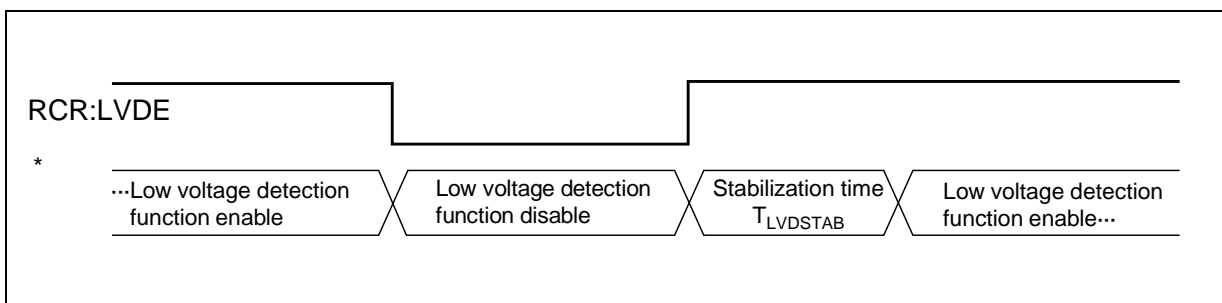 RCR:LVDE
*
···Low voltage detection
function enable
Low voltage detection
function disable
Stabilization time
TLVDSTAB
Low voltage detection
function enable···